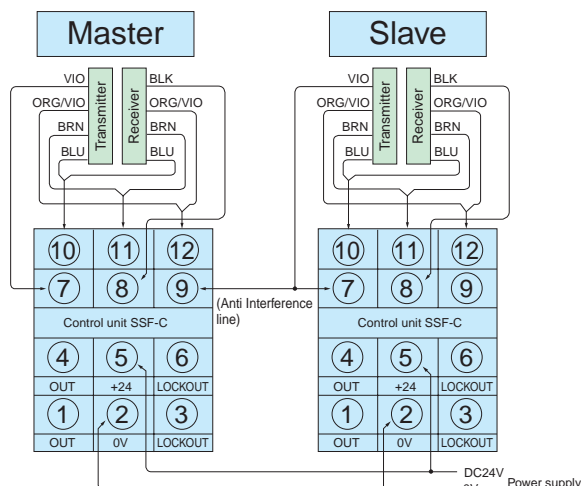 Master Slave
VIO BLK VIO BLK
ORG/VIO ORG/VIO ORG/VIO ORG/VIO
BRN BRN BRN BRN
BLU BLU BLU BLU
Transmitter Receiver Transmitter Receiver
10 11 12 10 11 12
7 8 9 7 8 9
(Anti Interference
line)
Control unit SSF-C Control unit SSF-C
4 5 6 4 5 6
OUT +24 LOCKOUT OUT +24 LOCKOUT
1 2 3 1 2 3
OUT 0V LOCKOUT OUT 0V LOCKOUT
DC24V
Power supply